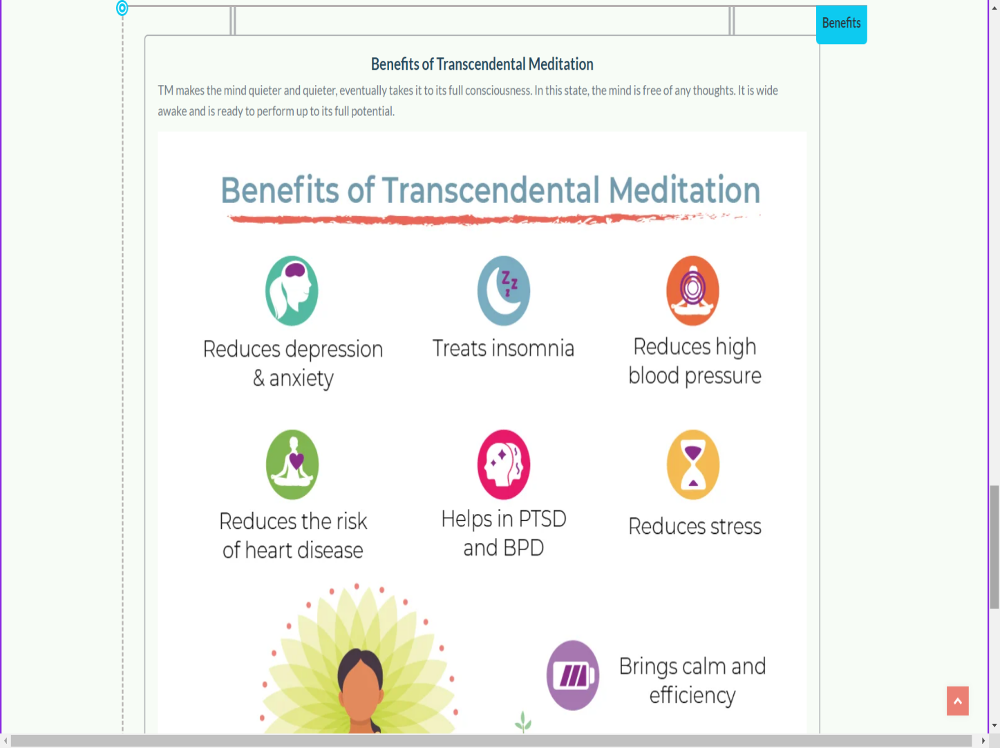 Benefits
Benefits of Transcendental Meditation
TM makes the mind quieter and quieter, eventually takes it to its full consciousness. In this state, the mind is free of any thoughts. It is wide
awake and is ready to perform up to its full potential.
Benefits of Transcendental Meditation
Z
z
z
Reduces depression
& anxiety
Treats insomnia
Reduces high
blood pressure
Reduces the risk
of heart disease
Helps in PTSD
and BPD
Reduces stress
Brings calm and
efficiency